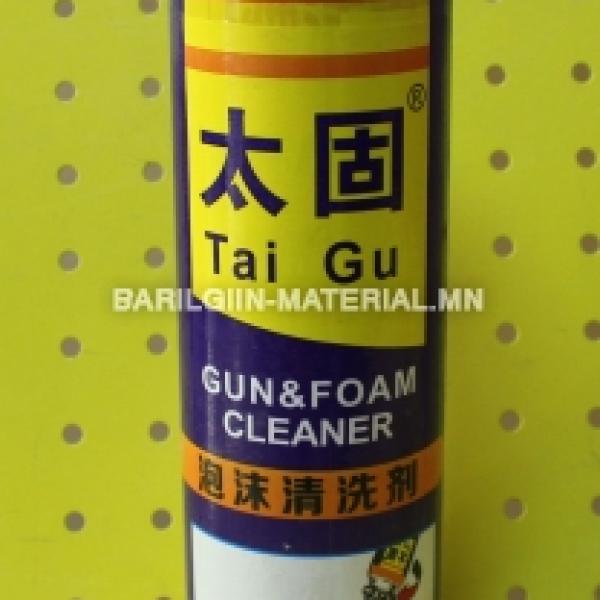 太固®
Tai Gu
BARILGIIN-MATERIAL.MN
GUN&FOAM
CLEANER
泡沫清洗剂